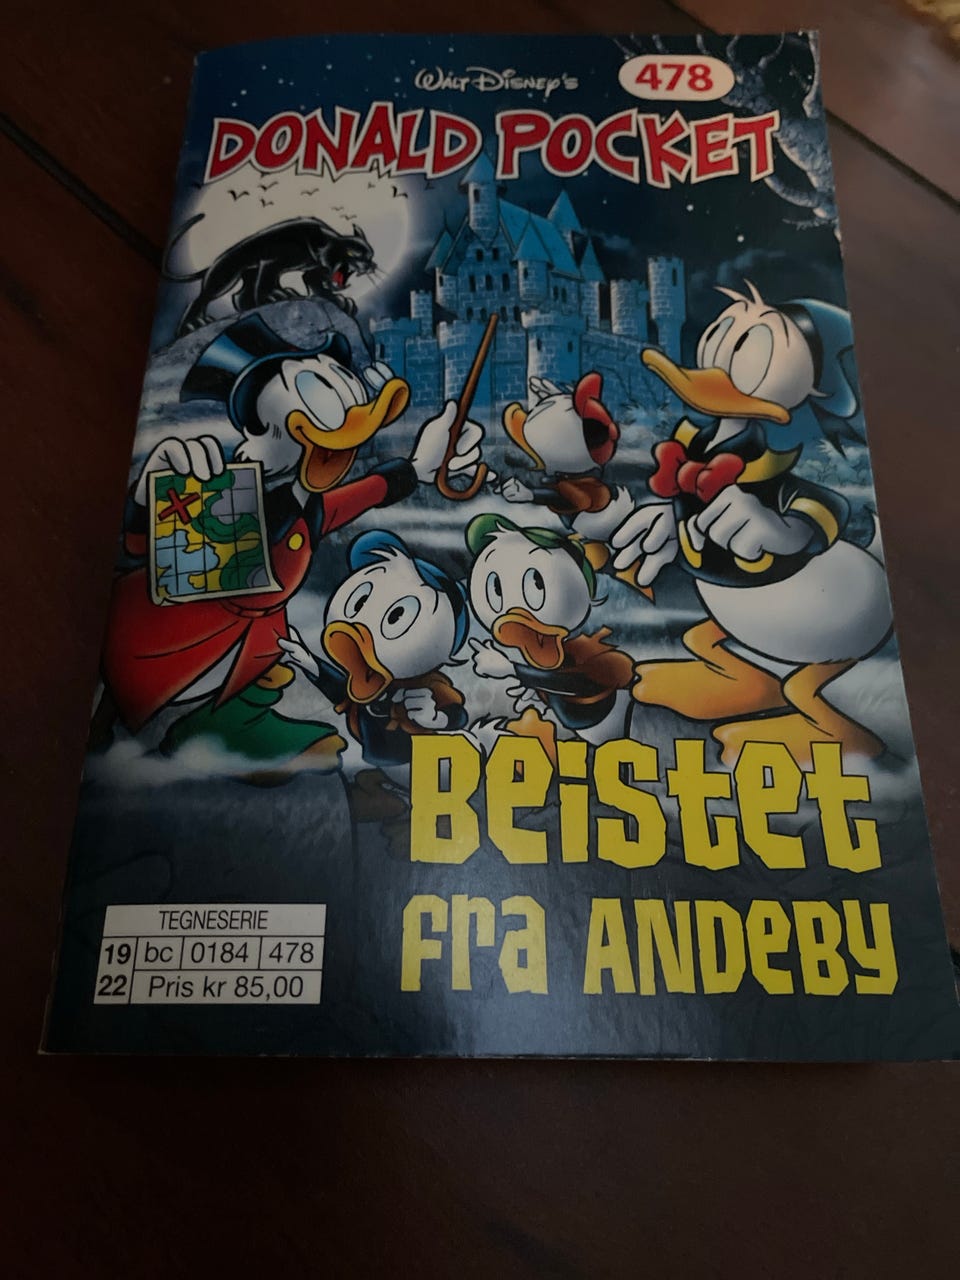 Walt Disney's
478
DONALD POCKET
Beistet
fra ANDEBY
TEGNESERIE
19 bc 0184 478
22 Pris kr 85,00